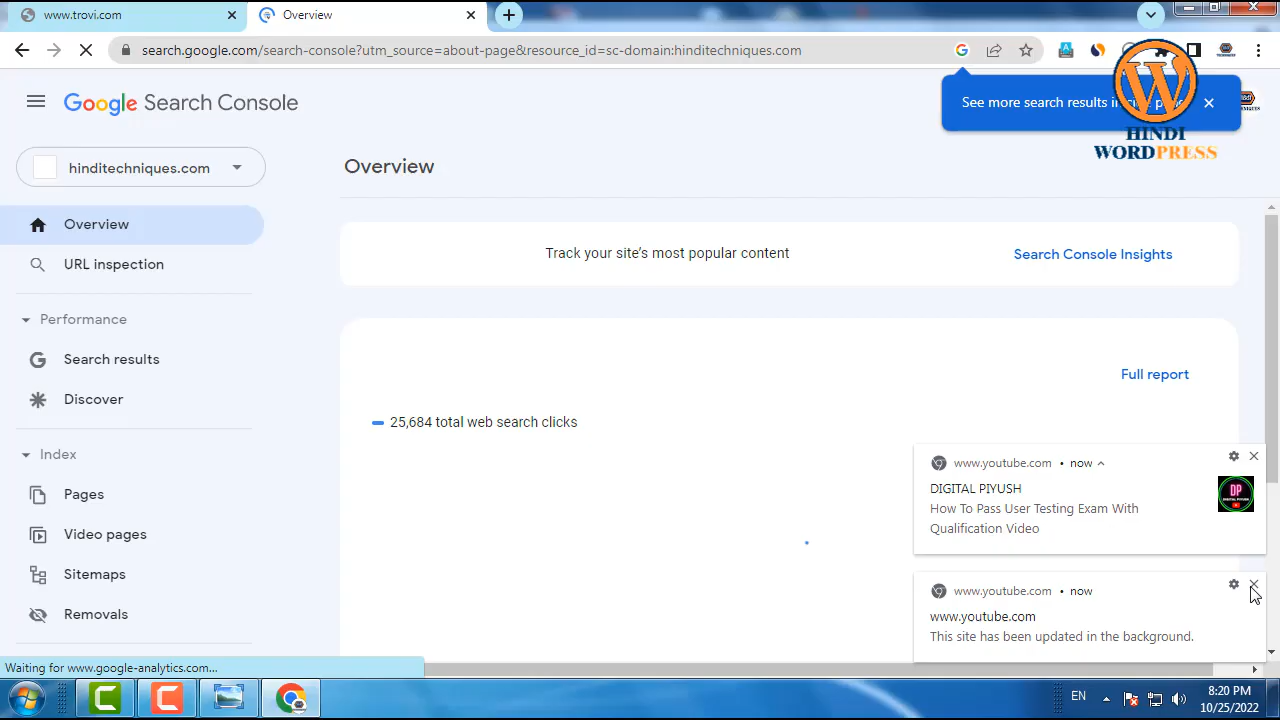 www.trovi.com
Overview
search.google.com/search-console?utm_source=about-page&resource_id=sc-domain:hinditechniques.com
Google Search Console
See more search results in
HINDI
WORDPRESS
hinditechniques.com
Overview
Overview
URL inspection
Track your site's most popular content
Search Console Insights
Performance
Search results
Discover
Full report
25,684 total web search clicks
Index
Pages
Video pages
Sitemaps
Removals
www.youtube.com • now
DIGITAL PIYUSH
How To Pass User Testing Exam With
Qualification Video
DP
www.youtube.com • now
www.youtube.com
This site has been updated in the background.
Waiting for www.google-analytics.com...
EN
8:20 PM
10/25/2022